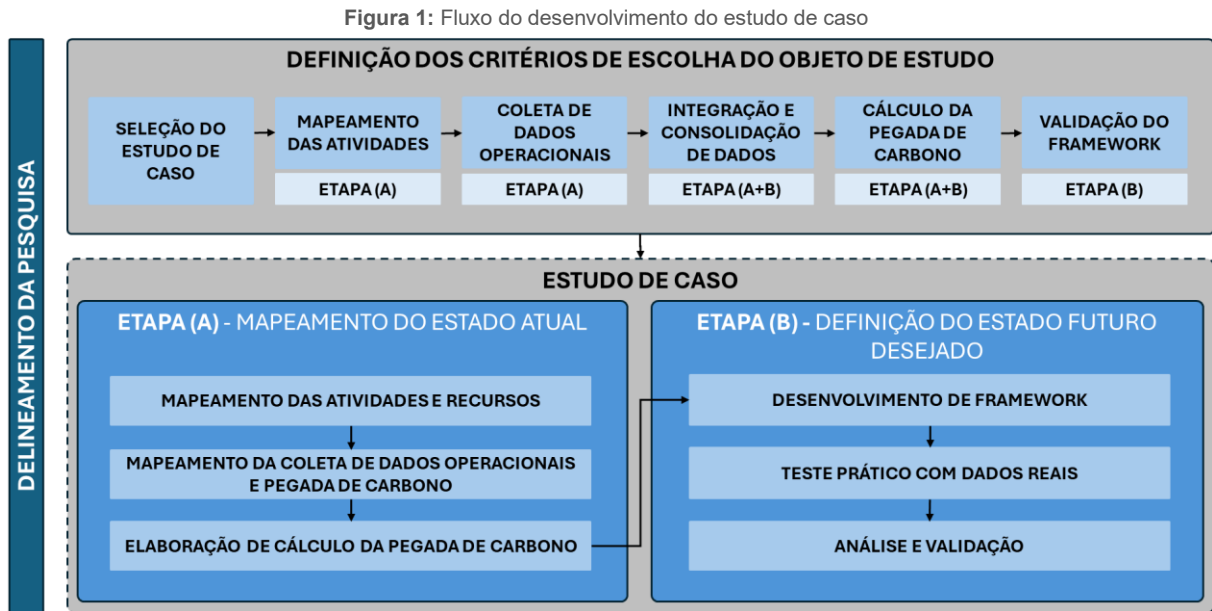 Figura 1: Fluxo do desenvolvimento do estudo de caso
DELINEAMENTO DA PESQUISA
DEFINIÇÃO DOS CRITÉRIOS DE ESCOLHA DO OBJETO DE ESTUDO
SELEÇÃO DO
ESTUDO DE
CASO
MAPEAMENTO
DAS ATIVIDADES
ETAPA (A)
COLETA DE
DADOS
OPERACIONAIS
ETAPA (A)
INTEGRAÇÃO E
CONSOLIDAÇÃO
DE DADOS
ETAPA (A+B)
CÁLCULO DA
PEGADA DE
CARBONO
ETAPA (A+B)
VALIDAÇÃO DO
FRAMEWORK
ETAPA (B)
ESTUDO DE CASO
ETAPA (A) - MAPEAMENTO DO ESTADO ATUAL
MAPEAMENTO DAS ATIVIDADES E RECURSOS
MAPEAMENTO DA COLETA DE DADOS OPERACIONAIS
E PEGADA DE CARBONO
ELABORAÇÃO DE CÁLCULO DA PEGADA DE CARBONO
ETAPA (B) - DEFINIÇÃO DO ESTADO FUTURO
DESEJADO
DESENVOLVIMENTO DE FRAMEWORK
TESTE PRÁTICO COM DADOS REAIS
ANÁLISE E VALIDAÇÃO